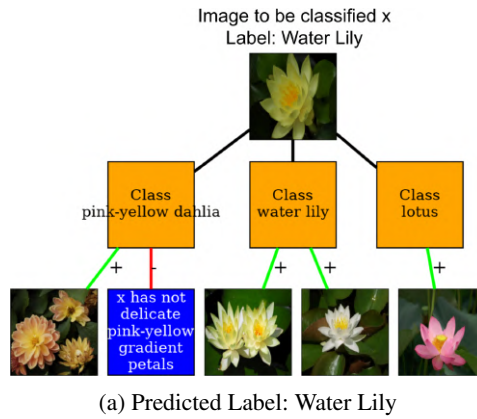 Image to be classified x
Label: Water Lily
Class
pink-yellow dahlia
Class
water lily
Class
lotus
+
-
+
+
+
x has not
delicate
pink-yellow
gradient
petals
(a) Predicted Label: Water Lily